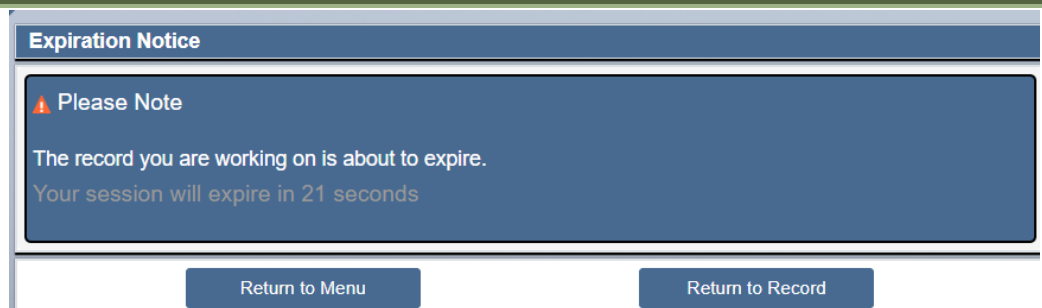 Expiration Notice
Please Note
The record you are working on is about to expire.
Your session will expire in 21 seconds
Return to Menu
Return to Record